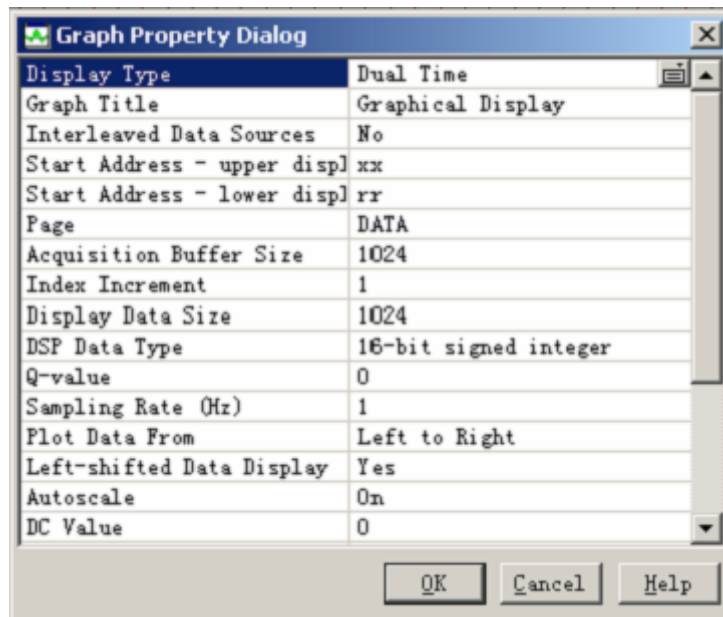 Graph Property Dialog
Display Type Dual Time
Graph Title Graphical Display
Interleaved Data Sources No
Start Address - upper displ xx
Start Address - lower displ rr
Page DATA
Acquisition Buffer Size 1024
Index Increment 1
Display Data Size 1024
DSP Data Type 16-bit signed integer
Q-value 0
Sampling Rate (Hz) 1
Plot Data From Left to Right
Left-shifted Data Display Yes
Autoscale On
DC Value 0
OK Cancel Help